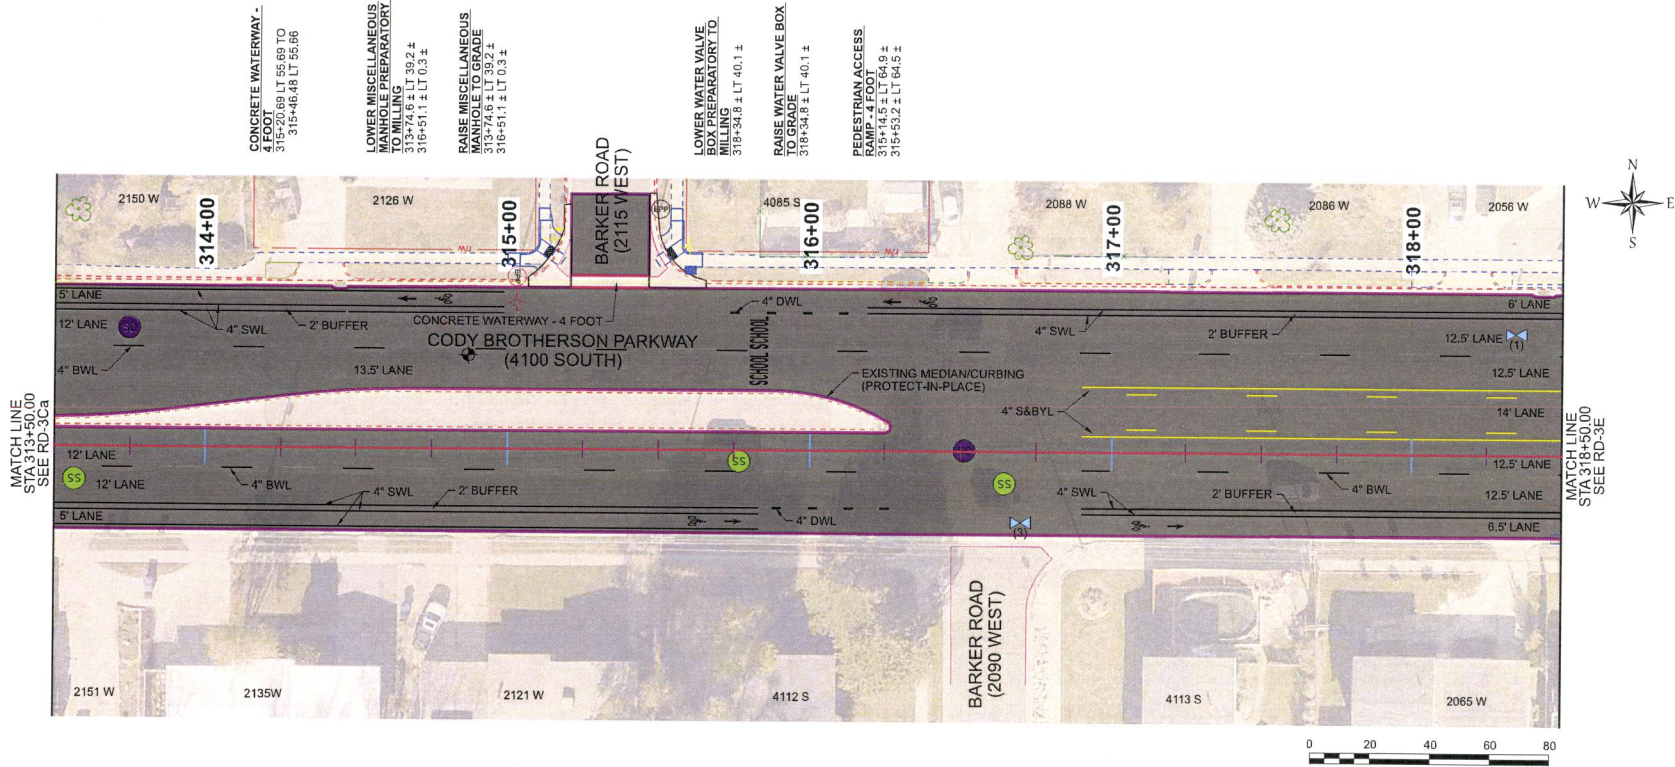 CONCRETE WATERWAY -
4 FOOT
315+20.69 LT 55.69 TO
315+46.48 LT 55.66
LOWER MISCELLANEOUS
MANHOLE PREPARATORY
TO MILLING
313+74.6 ± LT 39.2 ±
316+51.1 ± LT 0.3 ±
RAISE MISCELLANEOUS
MANHOLE TO GRADE
313+74.6 ± LT 39.2 ±
316+51.1 ± LT 0.3 ±
LOWER WATER VALVE
BOX PREPARATORY TO
MILLING
318+34.8 ± LT 40.1 ±
RAISE WATER VALVE BOX
TO GRADE
318+34.8 ± LT 40.1 ±
PEDESTRIAN ACCESS
RAMP - 4 FOOT
315+14.5 ± LT 64.9 ±
315+53.2 ± LT 64.5 ±
N
W
E
S
2150 W
2126 W
4085 S
2088 W
2086 W
2056 W
314+00
315+00
316+00
317+00
318+00
BARKER ROAD
(2115 WEST)
R/W
R/W
5' LANE
4" DWL
6' LANE
12' LANE
SD
4" SWL
2' BUFFER
CONCRETE WATERWAY - 4 FOOT
4" SWL
2' BUFFER
12.5' LANE
(1)
CODY BROTHERSON PARKWAY
(4100 SOUTH)
SCHOOL SCHOOL
4" BWL
13.5' LANE
EXISTING MEDIAN/CURBING
(PROTECT-IN-PLACE)
12.5' LANE
4" S&BYL
14' LANE
MATCH LINE
STA 313+50.00
SEE RD-3Ca
MATCH LINE
STA 318+50.00
SEE RD-3E
12' LANE
SS
12.5' LANE
SS
12' LANE
4" BWL
4" SWL
2' BUFFER
SS
4" SWL
2' BUFFER
4" BWL
12.5' LANE
5' LANE
4" DWL
(3)
6.5' LANE
BARKER ROAD
(2090 WEST)
2151 W
2135W
2121 W
4112 S
4113 S
2065 W
0 20 40 60 80